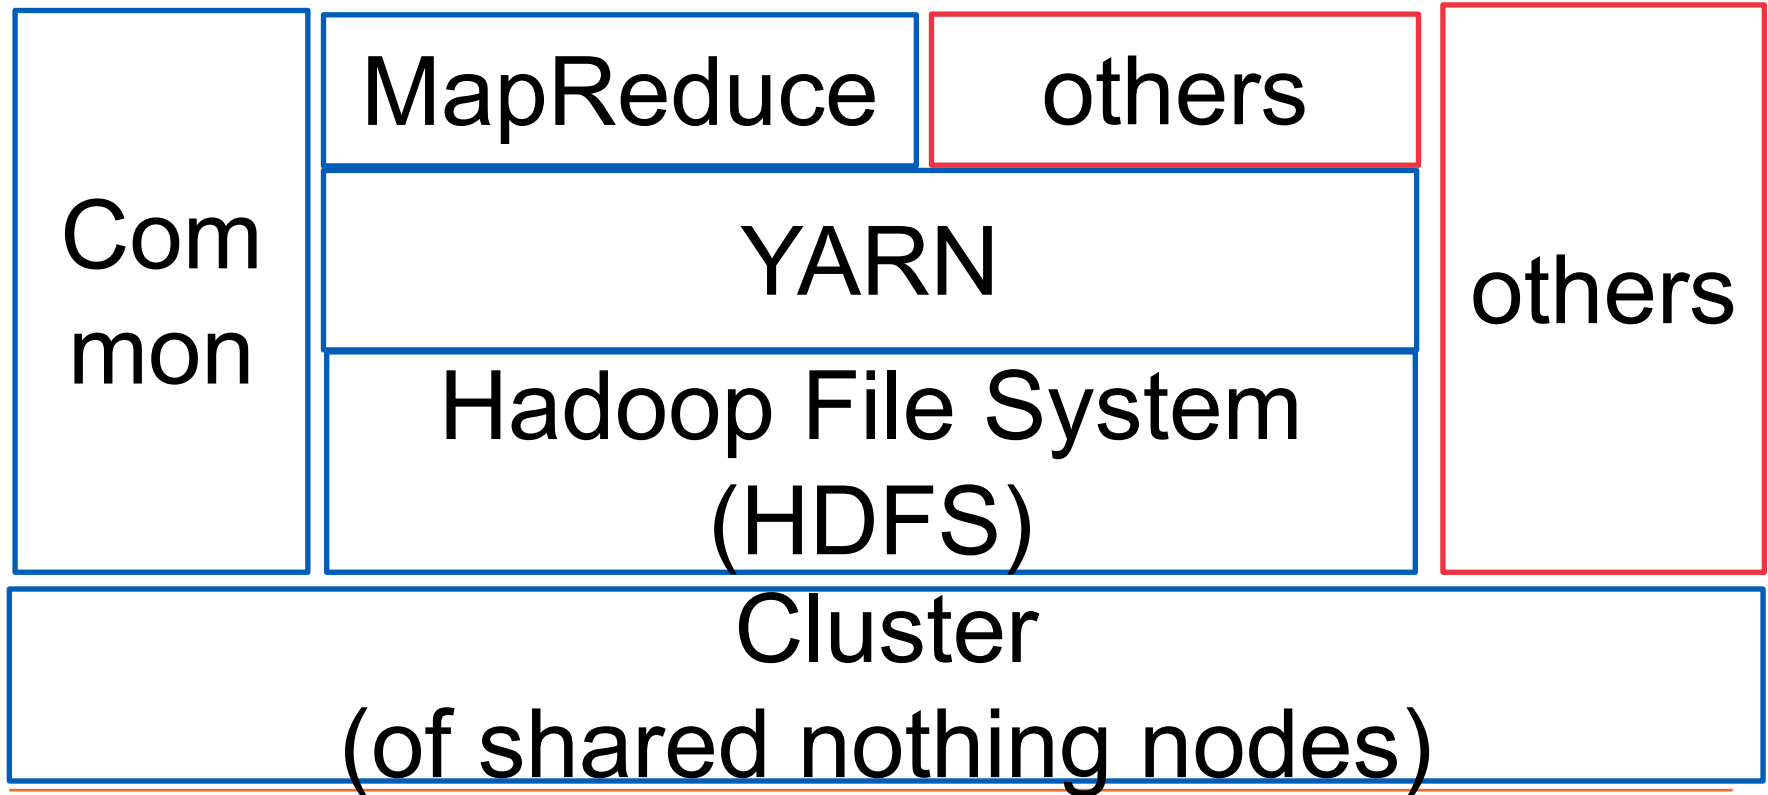 MapReduce
others
Com
mon
YARN
others
Hadoop File System
(HDFS)
Cluster
(of shared nothing nodes)